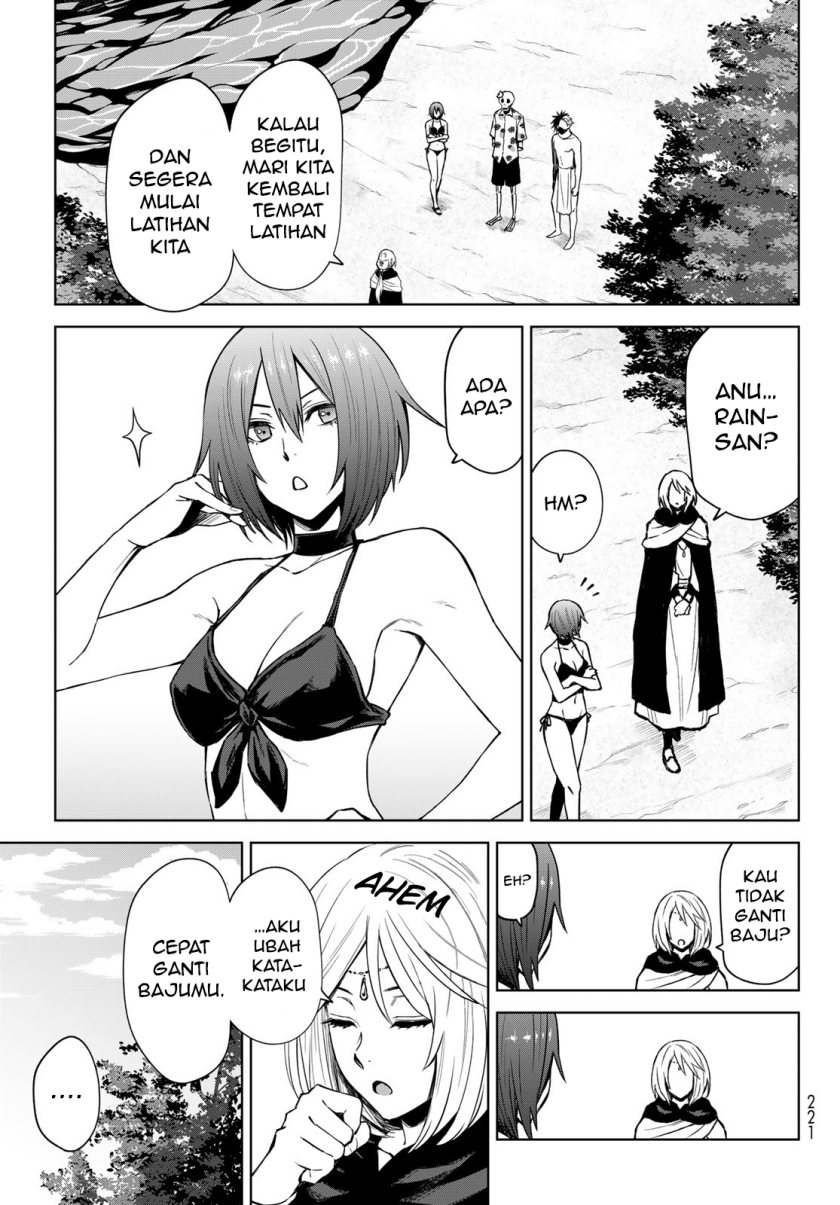 KALAU
BEGITU,
MARI KITA
KEMBALI
TEMPAT
LATIHAN
DAN
SEGERA
MULAI
LATIHAN
KITA
ANU...
RAIN-
SAN?
HM?
ADA
APA?
KAU
TIDAK
GANTI
BAJU?
EH?
AHEM
...AKU
UBAH
KATA-
KATAKU
CEPAT
GANTI
BAJUMU.
....
221